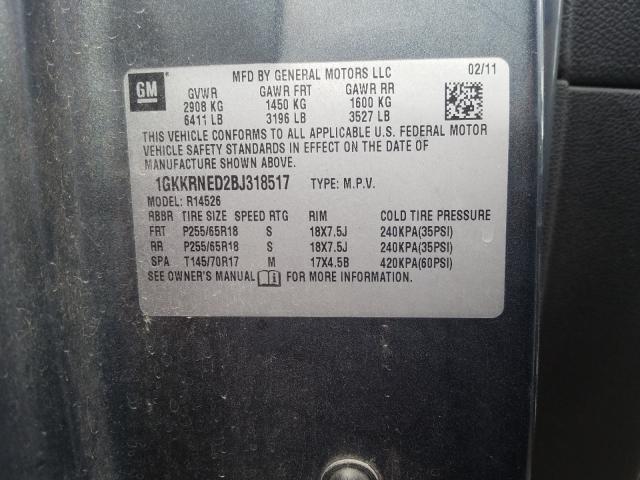 GM
MFD BY GENERAL MOTORS LLC 02/11
GVWR GAWR FRT GAWR RR
2908 KG 1450 KG 1600 KG
6411 LB 3196 LB 3527 LB
THIS VEHICLE CONFORMS TO ALL APPLICABLE U.S. FEDERAL MOTOR
VEHICLE SAFETY STANDARDS IN EFFECT ON THE DATE OF
MANUFACTURE SHOWN ABOVE.
1GKKRNED2BJ318517 TYPE: M.P.V.
MODEL: R14526
RBBR TIRE SIZE SPEED RTG RIM COLD TIRE PRESSURE
FRT P255/65R18 S 18X7.5J 240KPA(35PSI)
RR P255/65R18 S 18X7.5J 240KPA(35PSI)
SPA T145/70R17 M 17X4.5B 420KPA(60PSI)
SEE OWNER'S MANUAL FOR MORE INFORMATION.